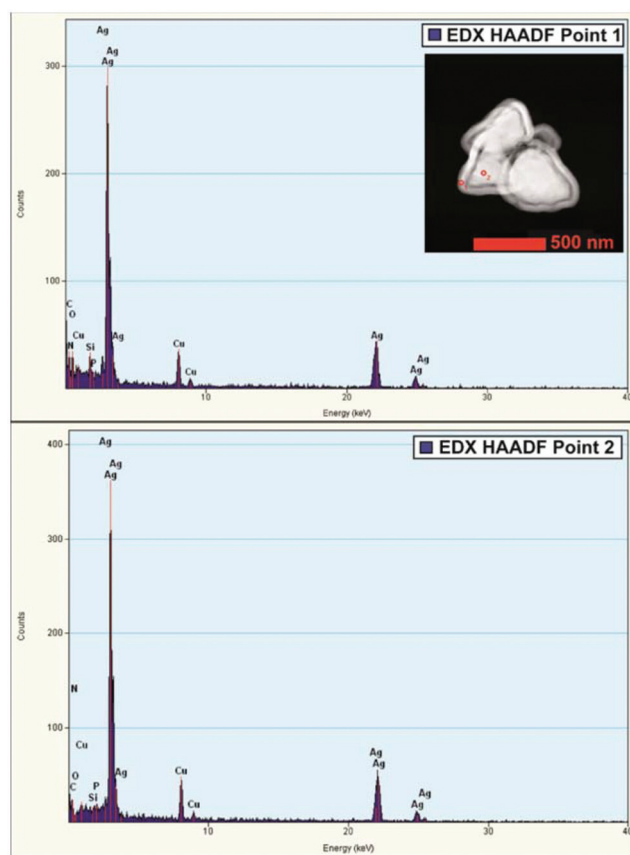 EDX HAADF Point 1
Ag
Ag
Ag
300
200
Counts
500 nm
100
C
O
N
Cu
Si
P
Ag
Cu
Cu
Ag
Ag
Ag
10
20
30
40
Energy (keV)
EDX HAADF Point 2
400
Ag
Ag
Ag
300
Counts
200
N
100
Cu
O
C
P
Si
Ag
Cu
Cu
Ag
Ag
Ag
Ag
10
20
30
40
Energy (keV)